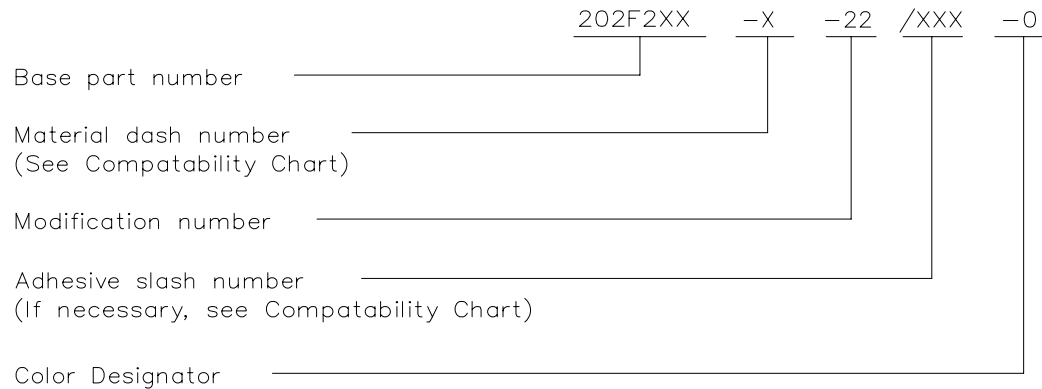 202F2XX -X -22 /XXX -0
Base part number
Material dash number
(See Compatability Chart)
Modification number
Adhesive slash number
(If necessary, see Compatability Chart)
Color Designator